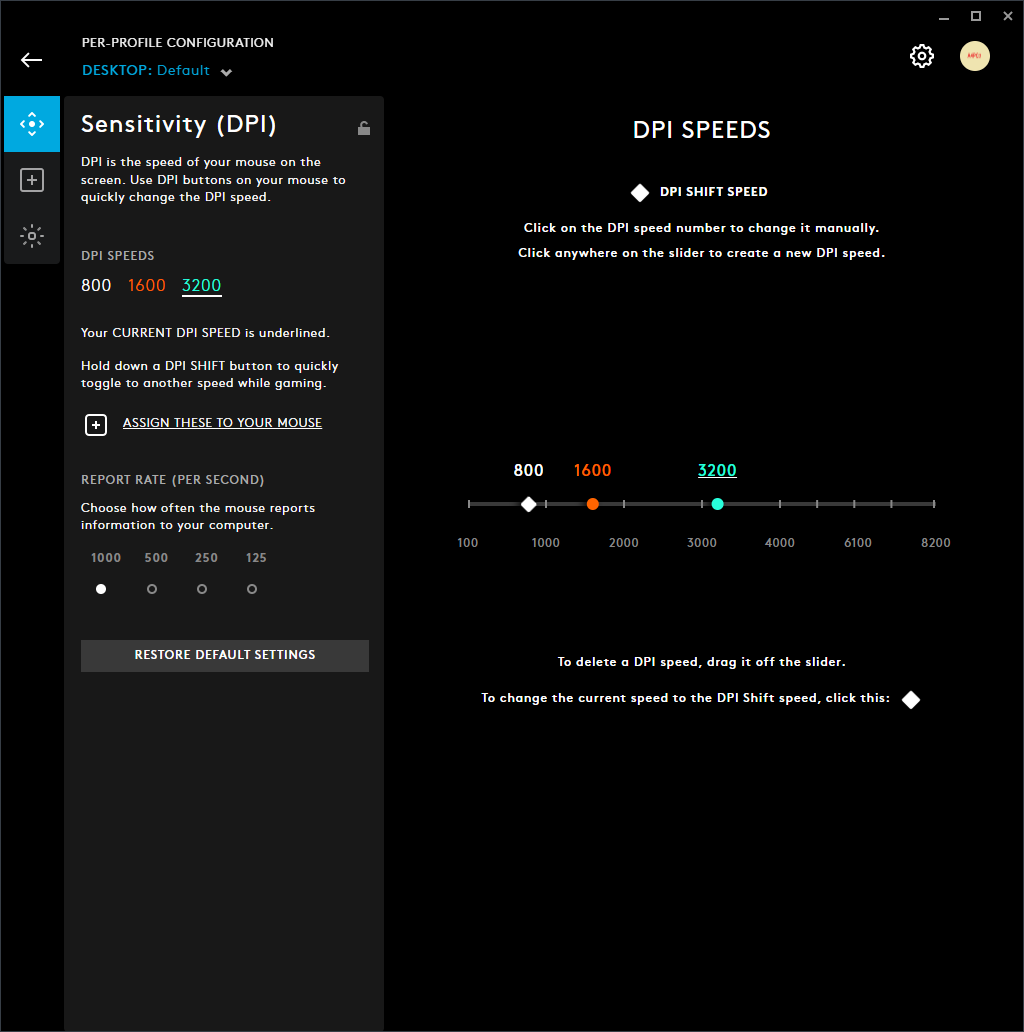 PER-PROFILE CONFIGURATION
DESKTOP: Default
Sensitivity (DPI)
DPI is the speed of your mouse on the
screen. Use DPI buttons on your mouse to
quickly change the DPI speed.
DPI SPEEDS
800 1600 3200
Your CURRENT DPI SPEED is underlined.
Hold down a DPI SHIFT button to quickly
toggle to another speed while gaming.
ASSIGN THESE TO YOUR MOUSE
REPORT RATE (PER SECOND)
Choose how often the mouse reports
information to your computer.
1000 500 250 125
RESTORE DEFAULT SETTINGS
DPI SPEEDS
DPI SHIFT SPEED
Click on the DPI speed number to change it manually.
Click anywhere on the slider to create a new DPI speed.
800 1600 3200
100 1000 2000 3000 4000 6100 8200
To delete a DPI speed, drag it off the slider.
To change the current speed to the DPI Shift speed, click this: